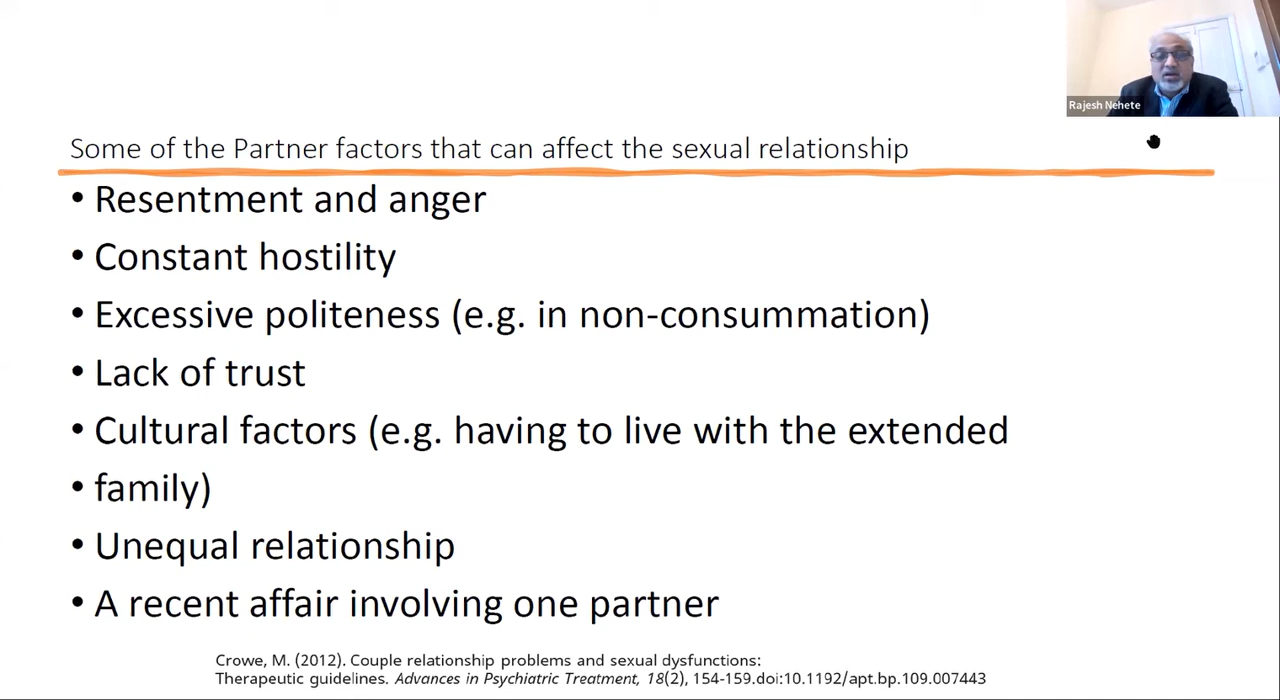 Rajesh Nehete
Some of the Partner factors that can affect the sexual relationship
• Resentment and anger
• Constant hostility
• Excessive politeness (e.g. in non-consummation)
• Lack of trust
• Cultural factors (e.g. having to live with the extended
• family)
• Unequal relationship
• A recent affair involving one partner
Crowe, M. (2012). Couple relationship problems and sexual dysfunctions:
Therapeutic guidelines. Advances in Psychiatric Treatment, 18(2), 154-159.doi:10.1192/apt.bp.109.007443